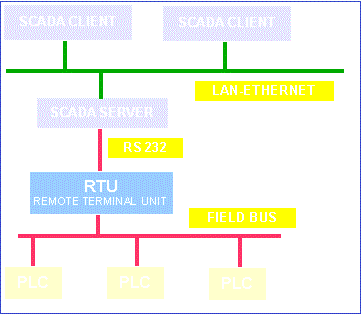 SCADA CLIENT
SCADA CLIENT
LAN-ETHERNET
SCADA SERVER
RS 232
RTU
REMOTE TERMINAL UNIT
FIELD BUS
PLC
PLC
PLC